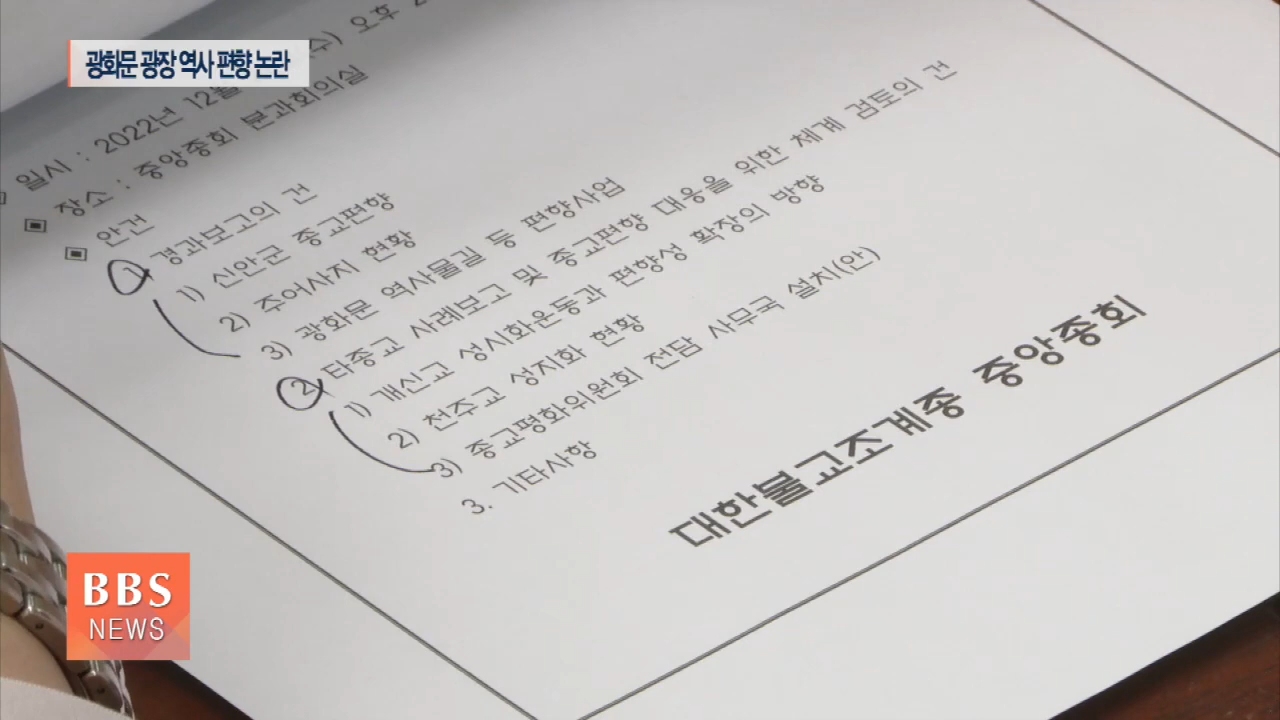 광화문 광장 역사 편향 논란
일시 : 2022년 12월 (수) 오후
▣ 장소 : 중앙종회 분과회의실
▣ 안건
1. 경과보고의 건
1) 신안군 종교편향
2) 주어사지 현황
3) 광화문 역사물길 등 편향사업
2. 타종교 사례보고 및 종교편향 대응을 위한 체계 검토의 건
1) 개신교 성시화운동과 편향성 확장의 방향
2) 천주교 성지화 현황
3) 종교평화위원회 전담 사무국 설치(안)
3. 기타사항
대한불교조계종 중앙종회
BBS
NEWS